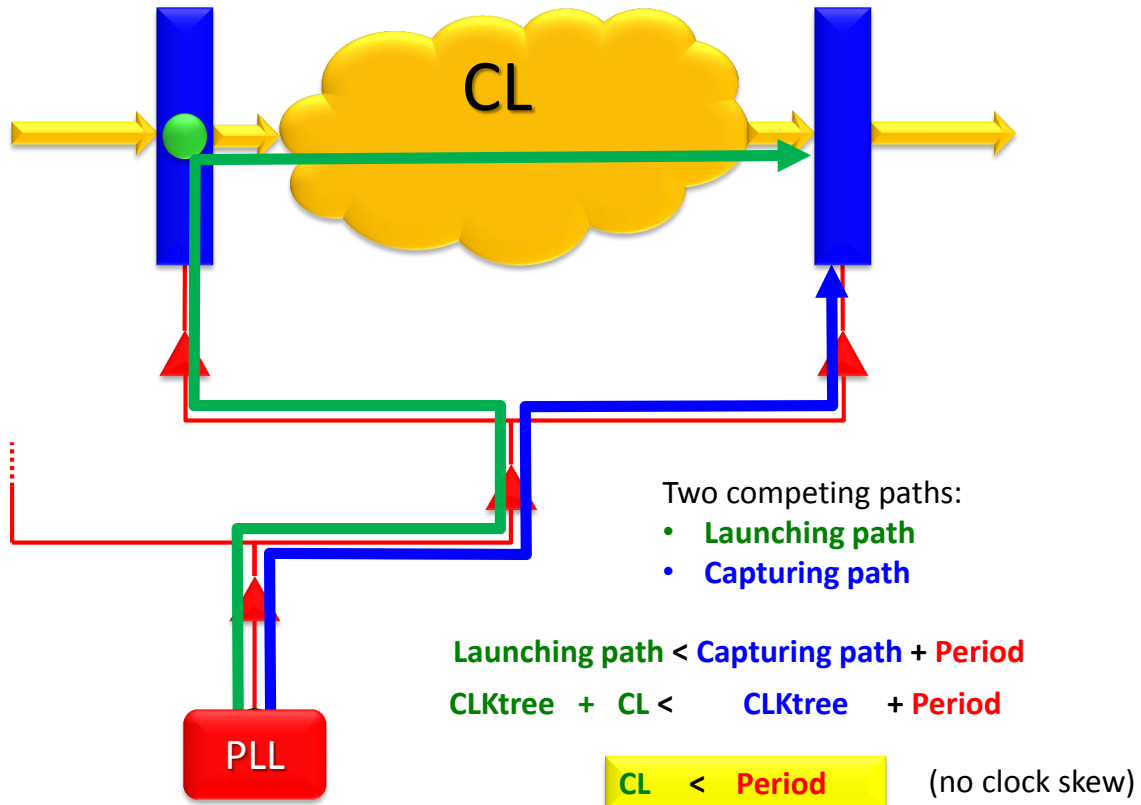 CL
Two competing paths:
• Launching path
• Capturing path
Launching path < Capturing path + Period
CLKtree + CL < CLKtree + Period
PLL
CL < Period (no clock skew)